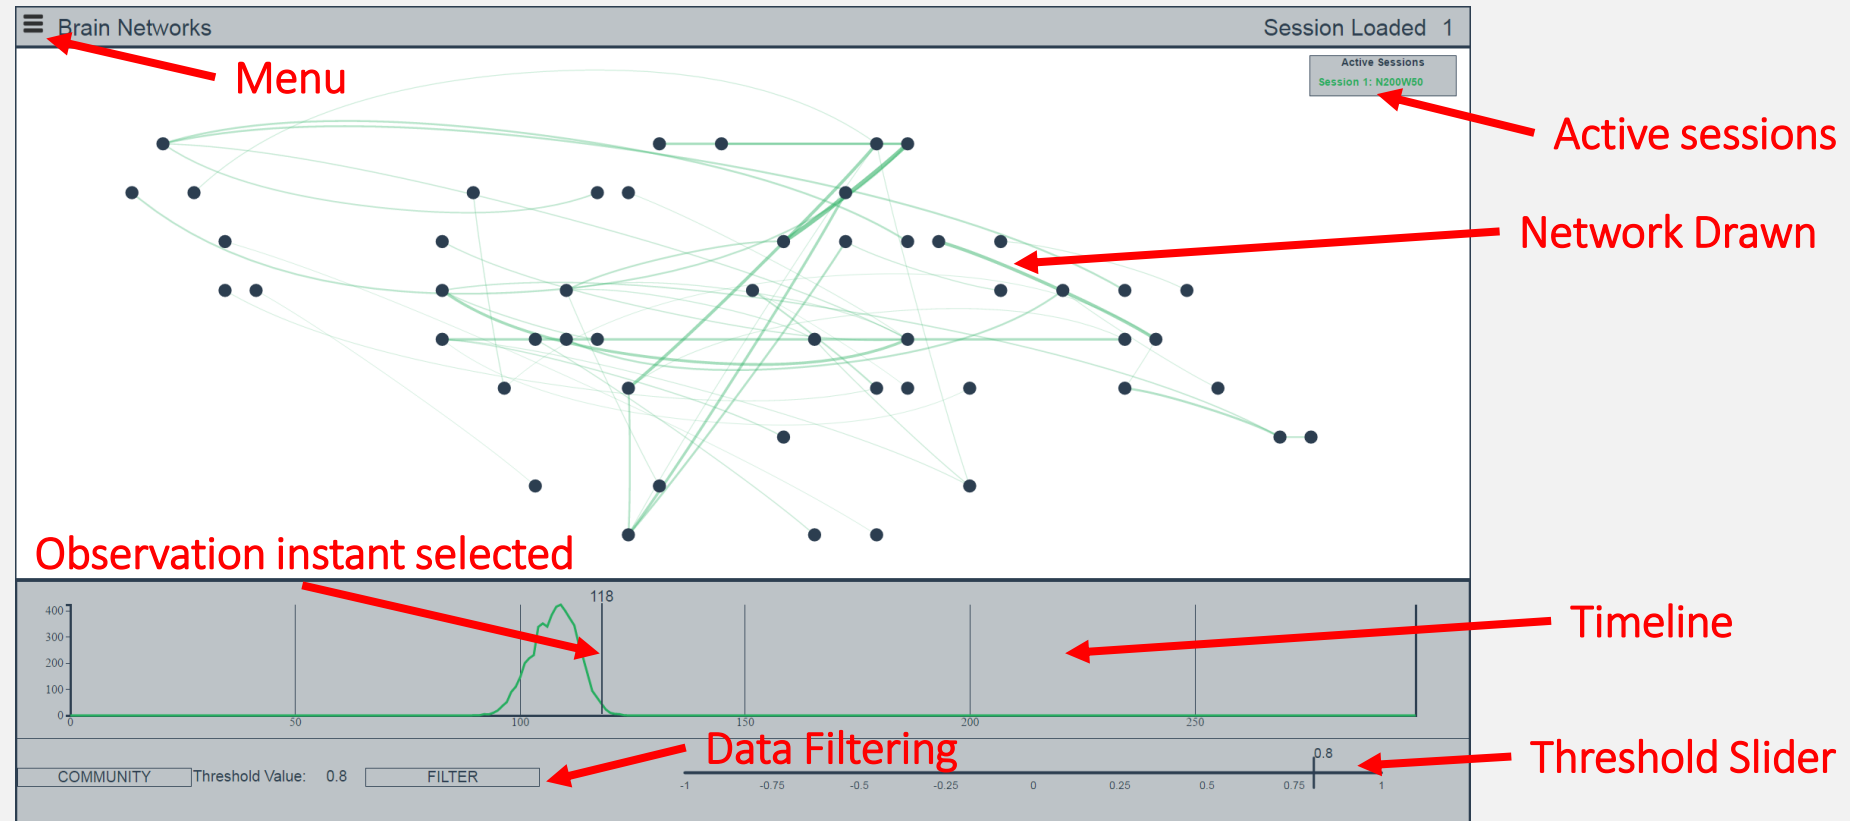 Brain Networks
Session Loaded 1
Menu
Active Sessions
Session 1: N200W50
Active sessions
Network Drawn
Observation instant selected
118
400
300
200
100
0
0
50
100
150
200
250
Timeline
Data Filtering
Threshold Slider
COMMUNITY
Threshold Value: 0.8
FILTER
0.8
-1
-0.75
-0.5
-0.25
0
0.25
0.5
0.75
1